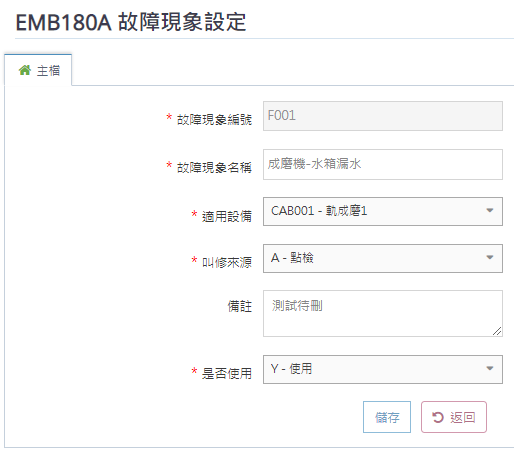 EMB180A 故障現象設定
主檔
* 故障現象編號 F001
* 故障現象名稱 成磨機-水箱漏水
* 適用設備 CAB001 - 軌成磨1
* 叫修來源 A - 點檢
備註 測試待刪
* 是否使用 Y - 使用
儲存 返回